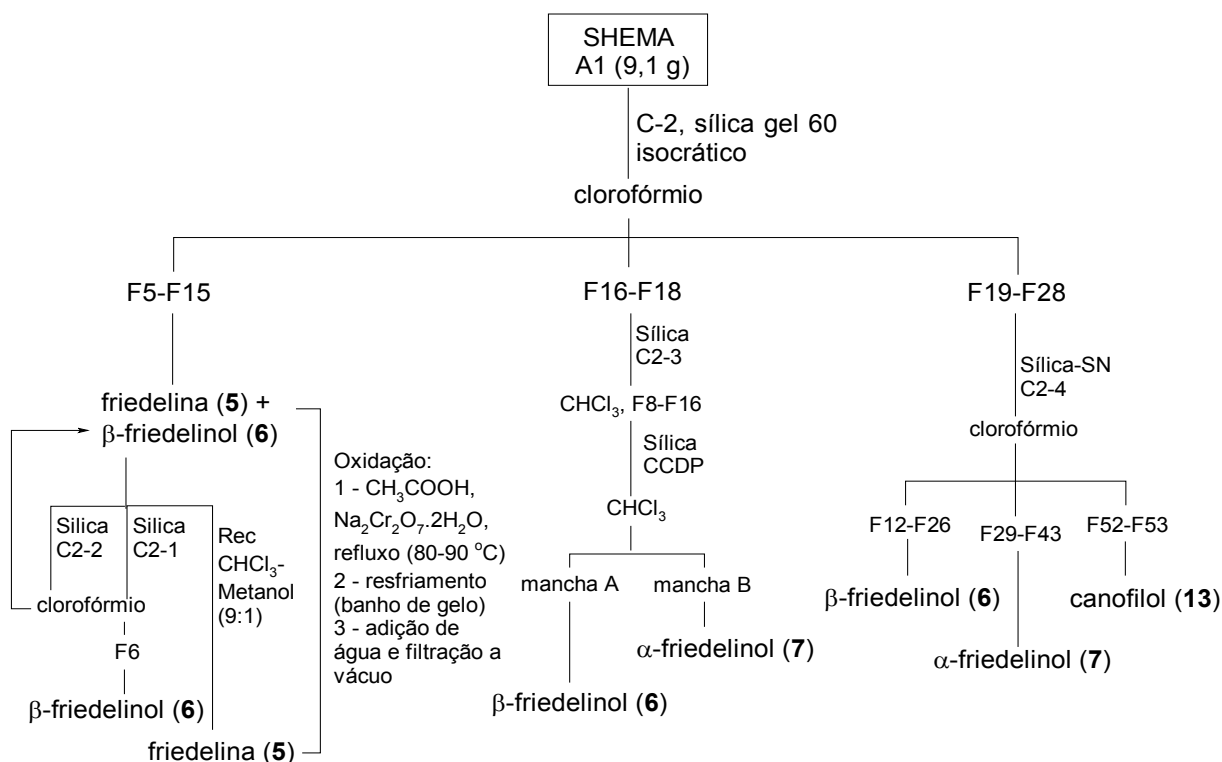 SHEMA
A1 (9,1 g)
C-2, sílica gel 60
isocrático
clorofórmio
F5-F15
F16-F18
F19-F28
friedelina (5) +
β-friedelinol (6)
Silica
C2-2
Silica
C2-1
Rec
CHCl₃-
Metanol
(9:1)
clorofórmio
F6
β-friedelinol (6)
friedelina (5)
Oxidação:
1 - CH₃COOH,
Na₂Cr₂O₇.2H₂O,
refluxo (80-90 °C)
2 - resfriamento
(banho de gelo)
3 - adição de
água e filtração a
vácuo
Sílica
C2-3
CHCl₃, F8-F16
Sílica
CCDP
CHCl₃
mancha A
mancha B
α-friedelinol (7)
β-friedelinol (6)
Sílica-SN
C2-4
clorofórmio
F12-F26
F29-F43
F52-F53
β-friedelinol (6)
canofilol (13)
α-friedelinol (7)